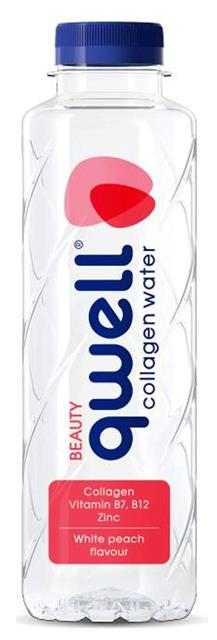 BEAUTY
qwell®
collagen water
Collagen
Vitamin B7, B12
Zinc
White peach
flavour